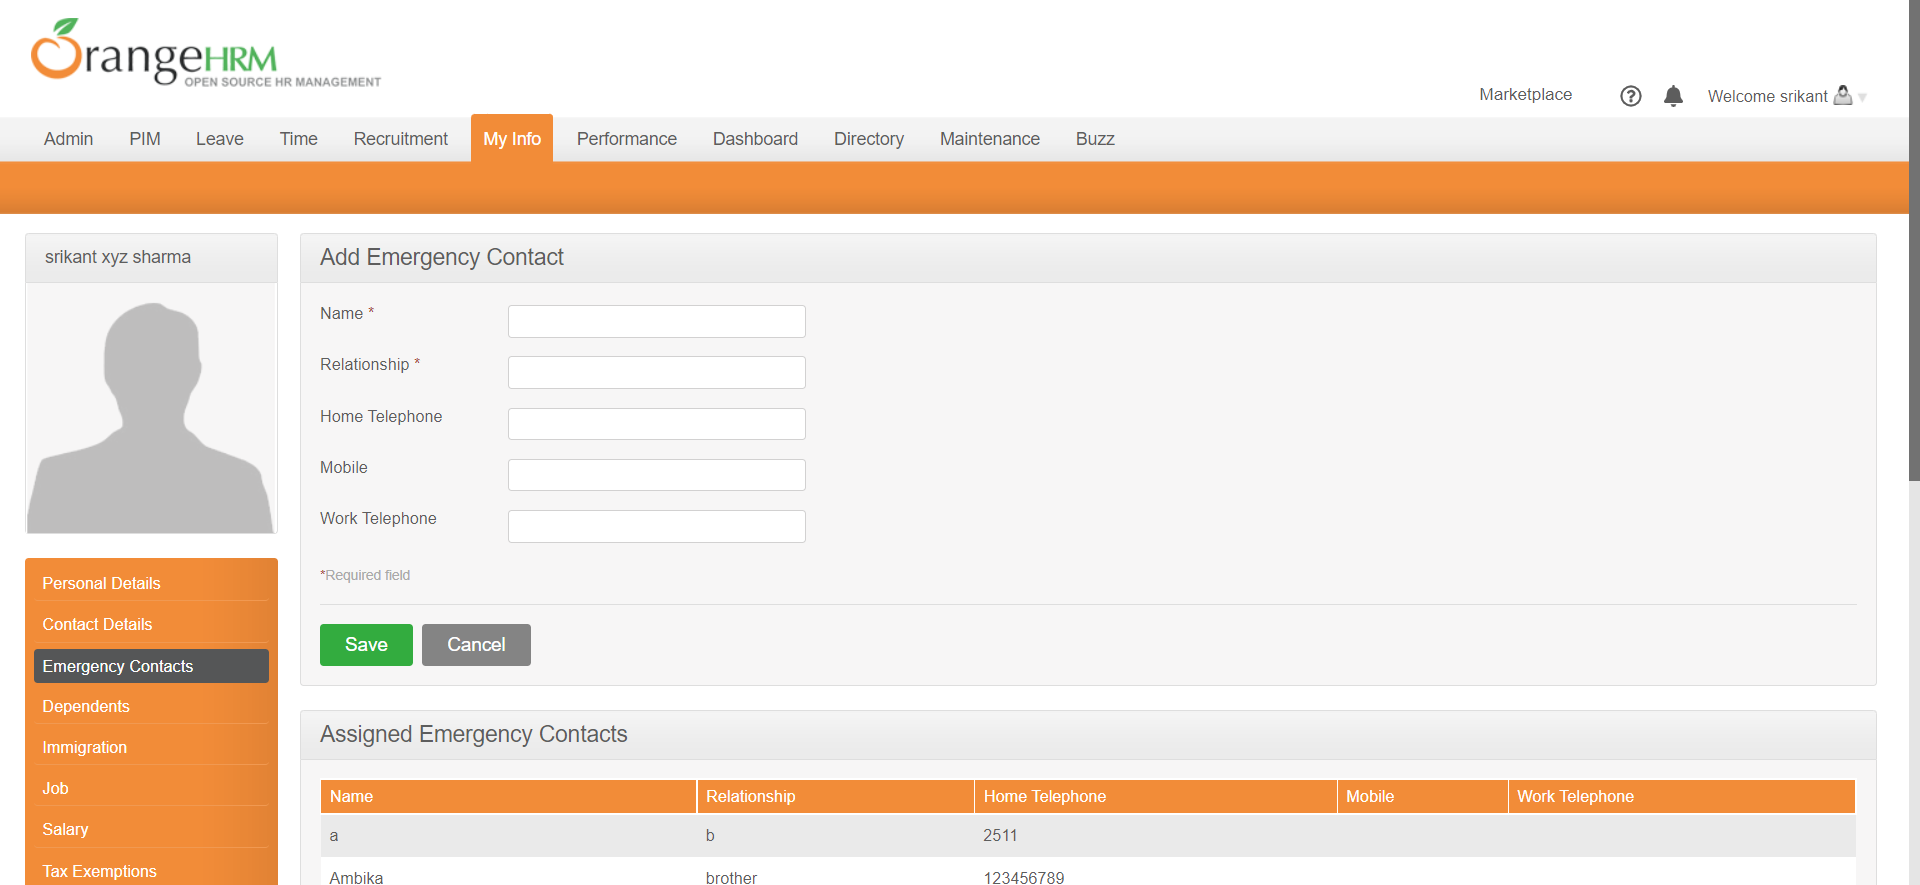 OrangeHRM
OPEN SOURCE HR MANAGEMENT
Marketplace
Welcome srikant
Admin PIM Leave Time Recruitment My Info Performance Dashboard Directory Maintenance Buzz
srikant xyz sharma
Personal Details
Contact Details
Emergency Contacts
Dependents
Immigration
Job
Salary
Tax Exemptions
Add Emergency Contact
Name *
Relationship *
Home Telephone
Mobile
Work Telephone
*Required field
Save Cancel
Assigned Emergency Contacts
Name Relationship Home Telephone Mobile Work Telephone
a b 2511
Ambika brother 123456789